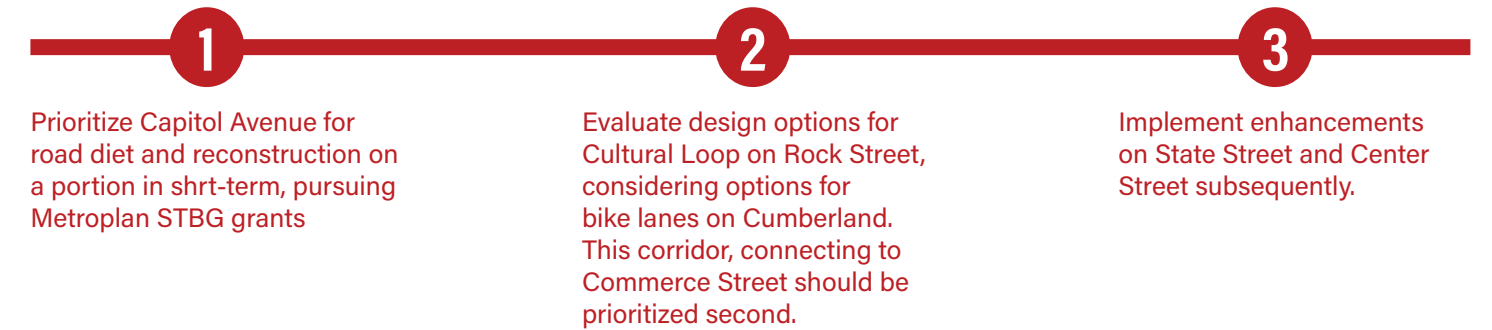 1
Prioritize Capitol Avenue for
road diet and reconstruction on
a portion in shrt-term, pursuing
Metroplan STBG grants
2
Evaluate design options for
Cultural Loop on Rock Street,
considering options for
bike lanes on Cumberland.
This corridor, connecting to
Commerce Street should be
prioritized second.
3
Implement enhancements
on State Street and Center
Street subsequently.